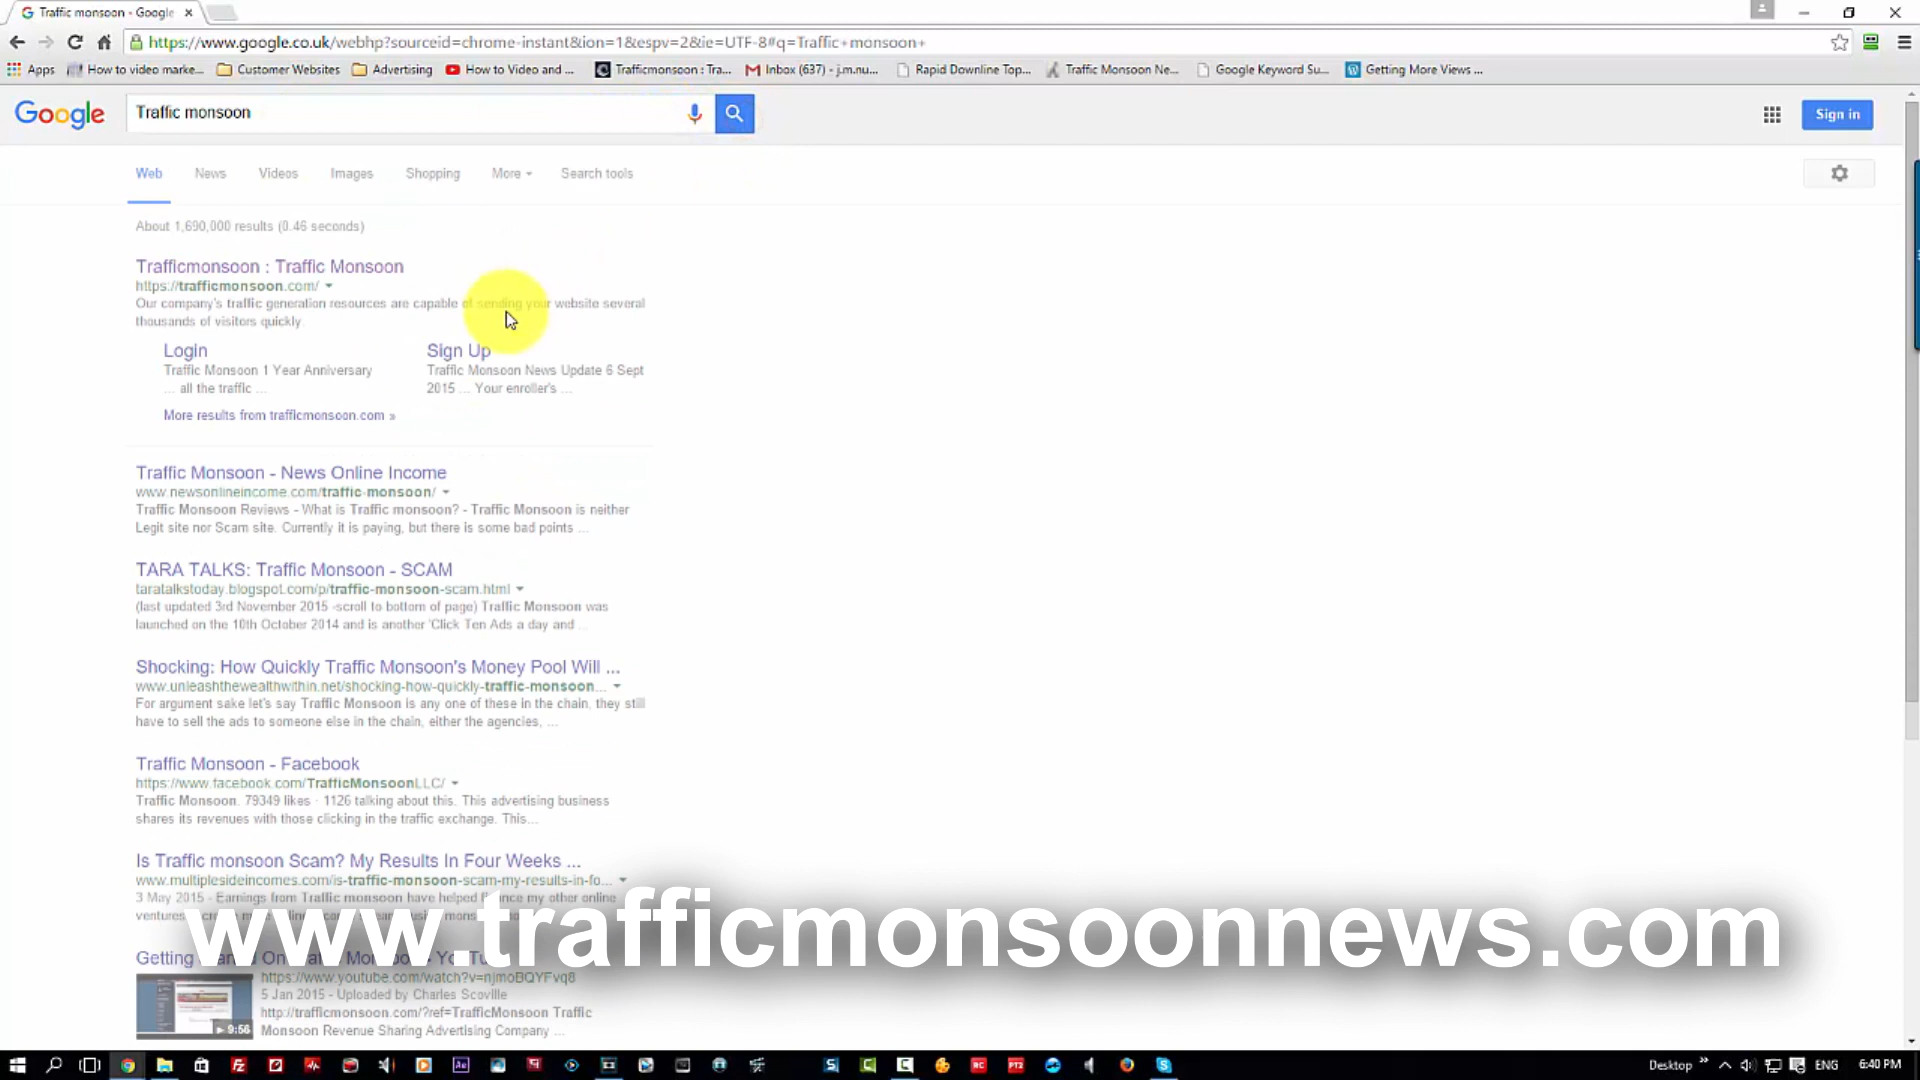 Traffic monsoon - Google
https://www.google.co.uk/webhp?sourceid=chrome-instant&ion=1&espv=2&ie=UTF-8#q=Traffic+monsoon+
Apps How to video marke... Customer Websites Advertising How to Video and ... Trafficmonsoon : Tra... Inbox (637) - j.m.nu... Rapid Downline Top... Traffic Monsoon Ne... Google Keyword Su... Getting More Views ...
Google Traffic monsoon Sign in
Web News Videos Images Shopping More Search tools
About 1,690,000 results (0.46 seconds)
Trafficmonsoon : Traffic Monsoon
https://trafficmonsoon.com/
Our company's traffic generation resources are capable of sending your website several
thousands of visitors quickly.
Login Sign Up
Traffic Monsoon 1 Year Anniversary Traffic Monsoon News Update 6 Sept
... all the traffic ... 2015 ... Your enroller's ...
More results from trafficmonsoon.com »
Traffic Monsoon - News Online Income
www.newsonlineincome.com/traffic-monsoon/
Traffic Monsoon Reviews - What is Traffic monsoon? - Traffic Monsoon is neither
Legit site nor Scam site. Currently it is paying, but there is some bad points ...
TARA TALKS: Traffic Monsoon - SCAM
taratalkstoday.blogspot.com/p/traffic-monsoon-scam.html
(last updated 3rd November 2015 -scroll to bottom of page) Traffic Monsoon was
launched on the 10th October 2014 and is another 'Click Ten Ads a day and ...
Shocking: How Quickly Traffic Monsoon's Money Pool Will ...
www.unleashthewealthwithin.net/shocking-how-quickly-traffic-monsoon...
For argument sake let's say Traffic Monsoon is any one of these in the chain, they still
have to sell the ads to someone else in the chain, either the agencies, ...
Traffic Monsoon - Facebook
https://www.facebook.com/TrafficMonsoonLLC/
Traffic Monsoon. 79349 likes · 1126 talking about this. This advertising business
shares its revenues with those clicking in the traffic exchange. This...
Is Traffic monsoon Scam? My Results In Four Weeks ...
www.multiplesideincomes.com/is-traffic-monsoon-scam-my-results-in-fo...
3 May 2015 - Earnings from Traffic monsoon have helped my other online
www.trafficmonsoonnews.com
Getting On
https://www.youtube.com/watch?v=njmoBQYFvq8
5 Jan 2015 - Uploaded by Charles Scoville
http://trafficmonsoon.com/?ref=TrafficMonsoon Traffic
9:56 Monsoon Revenue Sharing Advertising Company ...
Desktop ENG 6:40 PM